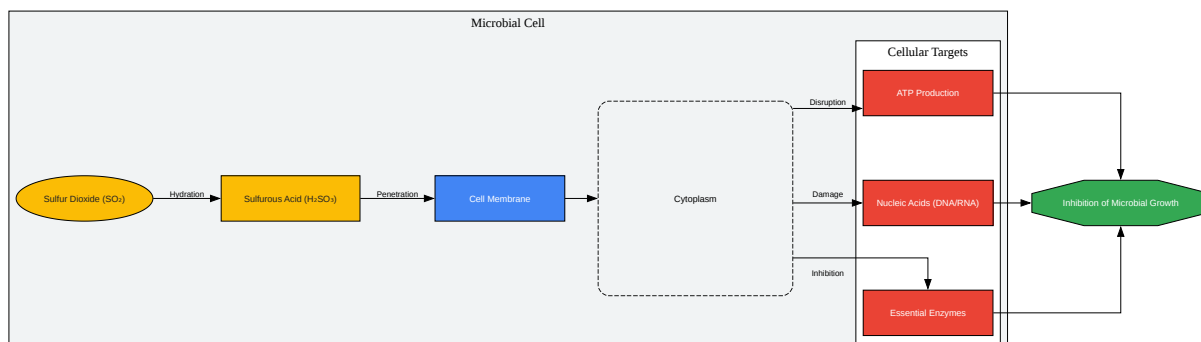 Microbial Cell
Cellular Targets
ATP Production
Disruption
Sulfur Dioxide (SO₂)
Hydration
Sulfurous Acid (H₂SO₃)
Penetration
Cell Membrane
Cytoplasm
Damage
Nucleic Acids (DNA/RNA)
Inhibition of Microbial Growth
Inhibition
Essential Enzymes